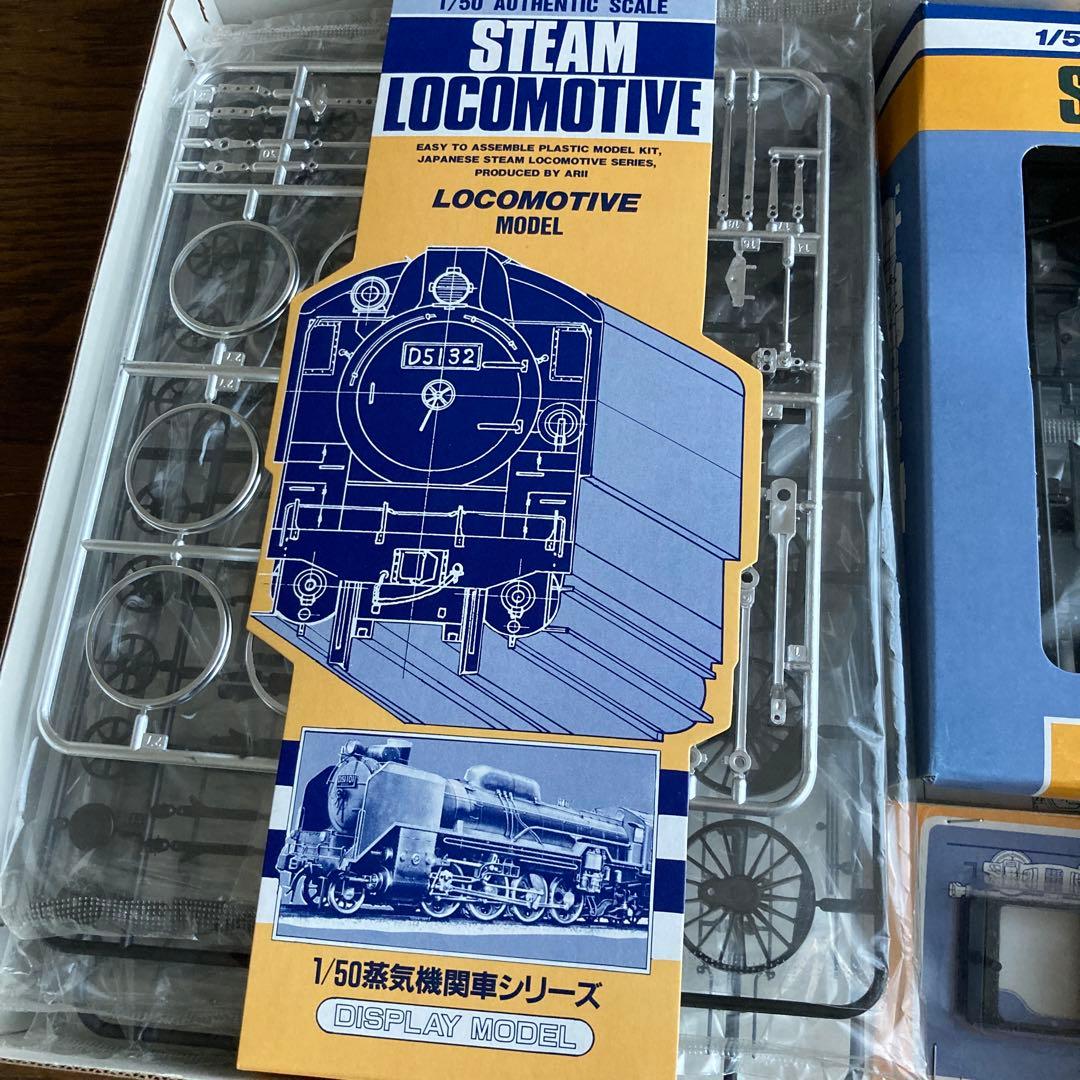 1/50 AUTHENTIC SCALE
STEAM
LOCOMOTIVE
EASY TO ASSEMBLE PLASTIC MODEL KIT,
JAPANESE STEAM LOCOMOTIVE SERIES,
PRODUCED BY ARII
LOCOMOTIVE
MODEL
D5132
1/50蒸気機関車シリーズ
DISPLAY MODEL
1/5
S